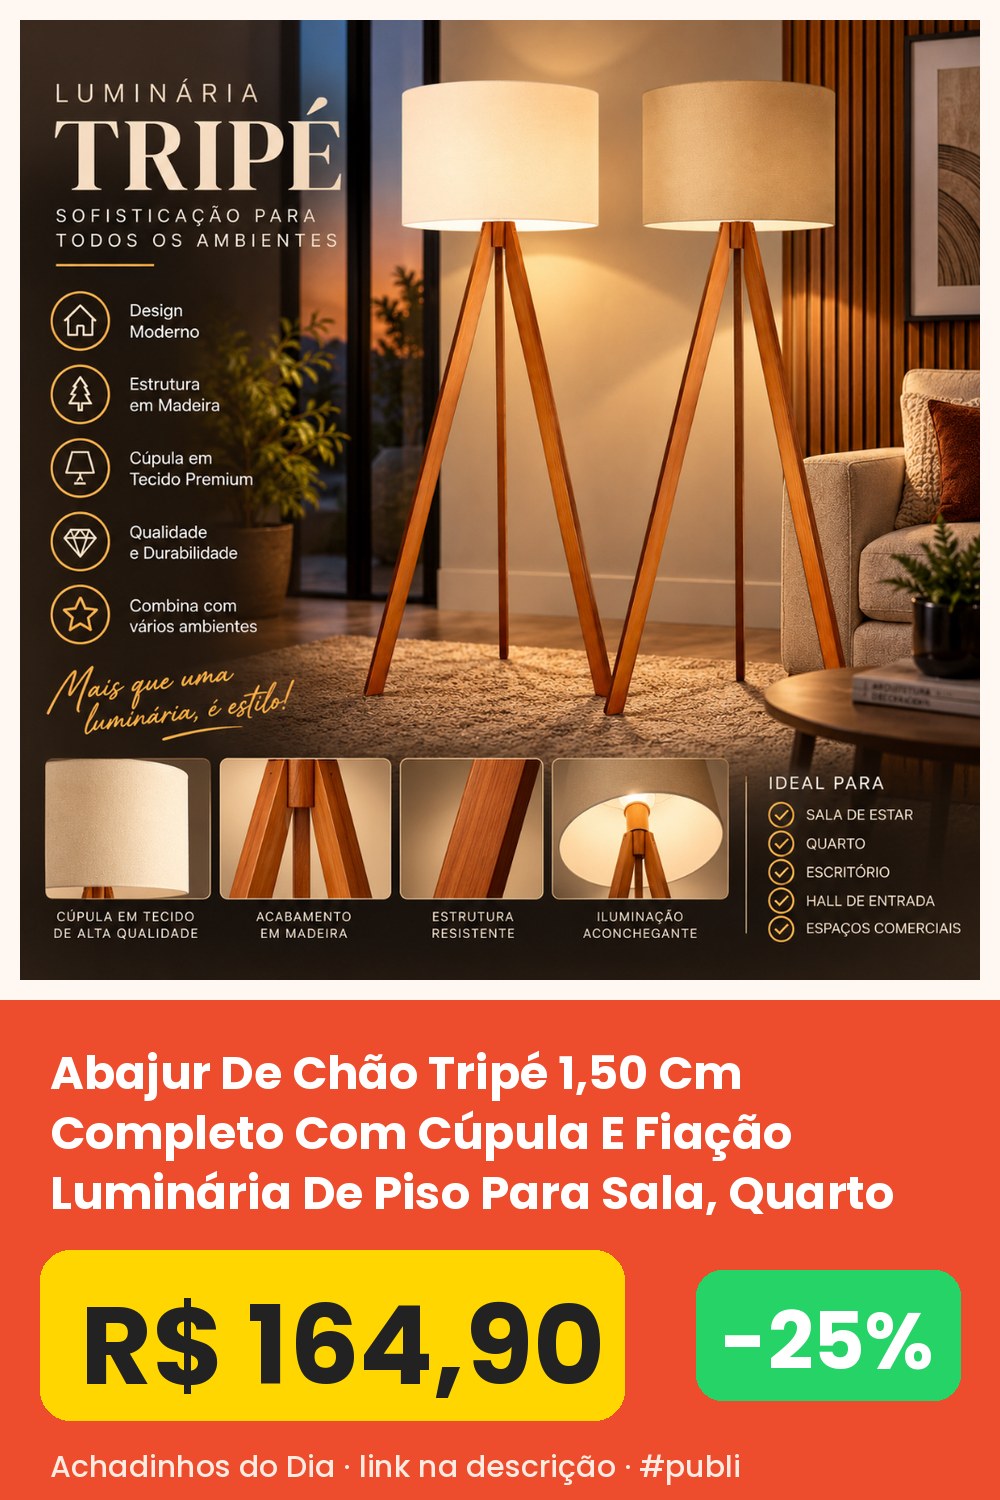 LUMINÁRIA
TRIPÉ
SOFISTICAÇÃO PARA
TODOS OS AMBIENTES
Design
Moderno
Estrutura
em Madeira
Cúpula em
Tecido Premium
Qualidade
e Durabilidade
Combina com
vários ambientes
Mais que uma
luminária, é estilo!
CÚPULA EM TECIDO
DE ALTA QUALIDADE
ACABAMENTO
EM MADEIRA
ESTRUTURA
RESISTENTE
ILUMINAÇÃO
ACONCHEGANTE
IDEAL PARA
SALA DE ESTAR
QUARTO
ESCRITÓRIO
HALL DE ENTRADA
ESPAÇOS COMERCIAIS
Abajur De Chão Tripé 1,50 Cm
Completo Com Cúpula E Fiação
Luminária De Piso Para Sala, Quarto
R$ 164,90
-25%
Achadinhos do Dia · link na descrição · #publi